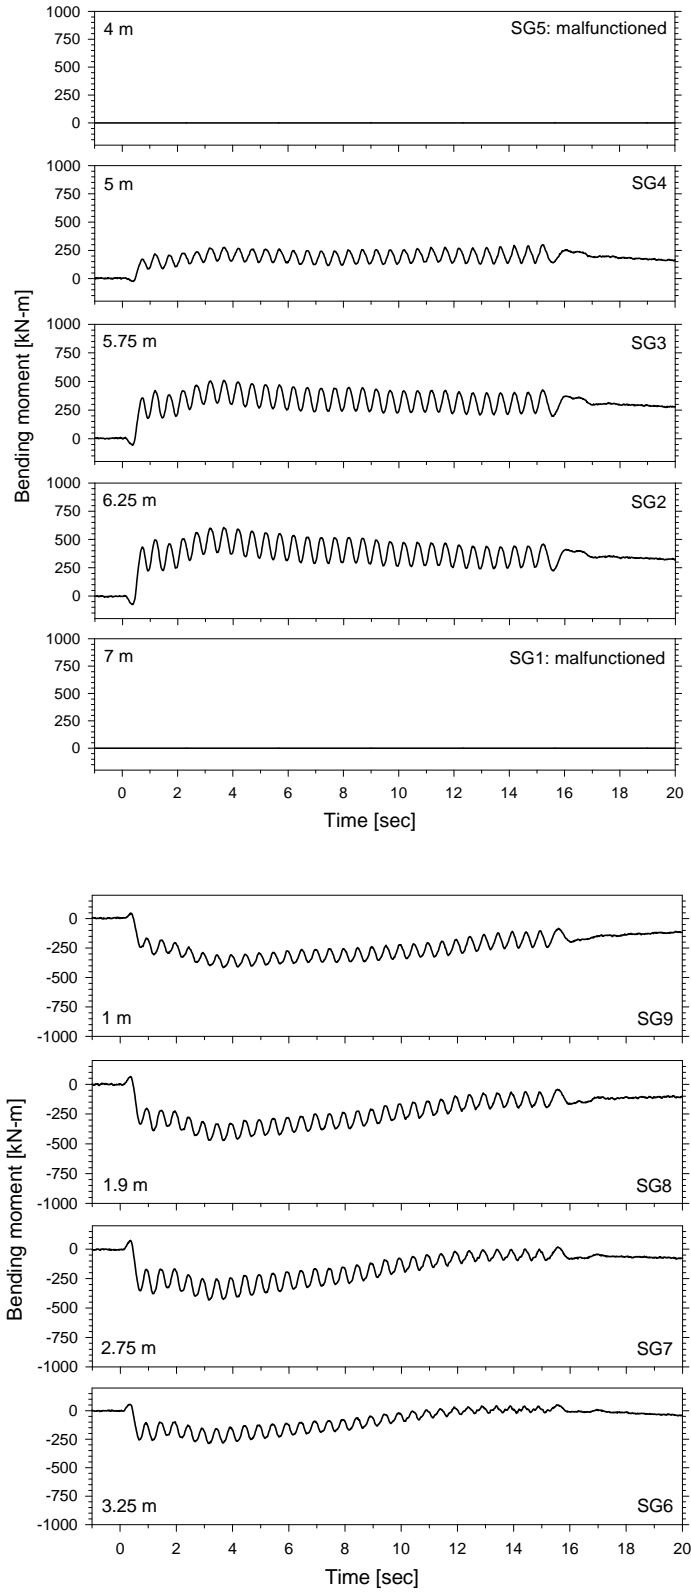 4 m
SG5: malfunctioned
1000
750
500
250
0
5 m
SG4
1000
750
500
250
0
5.75 m
SG3
1000
750
500
250
0
6.25 m
SG2
1000
750
500
250
0
7 m
SG1: malfunctioned
1000
750
500
250
0
Bending moment [kN-m]
0 2 4 6 8 10 12 14 16 18 20
Time [sec]
0
-250
-500
-750
-1000
1 m
SG9
0
-250
-500
-750
-1000
1.9 m
SG8
0
-250
-500
-750
-1000
2.75 m
SG7
0
-250
-500
-750
-1000
3.25 m
SG6
Bending moment [kN-m]
0 2 4 6 8 10 12 14 16 18 20
Time [sec]